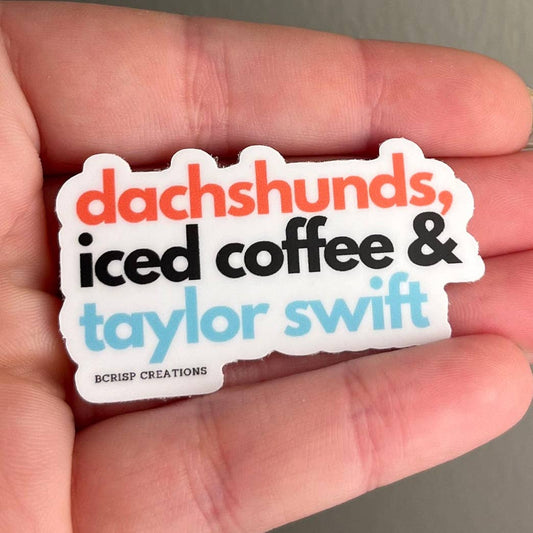 dachshunds,
iced coffee &
taylor swift
BCRISP CREATIONS